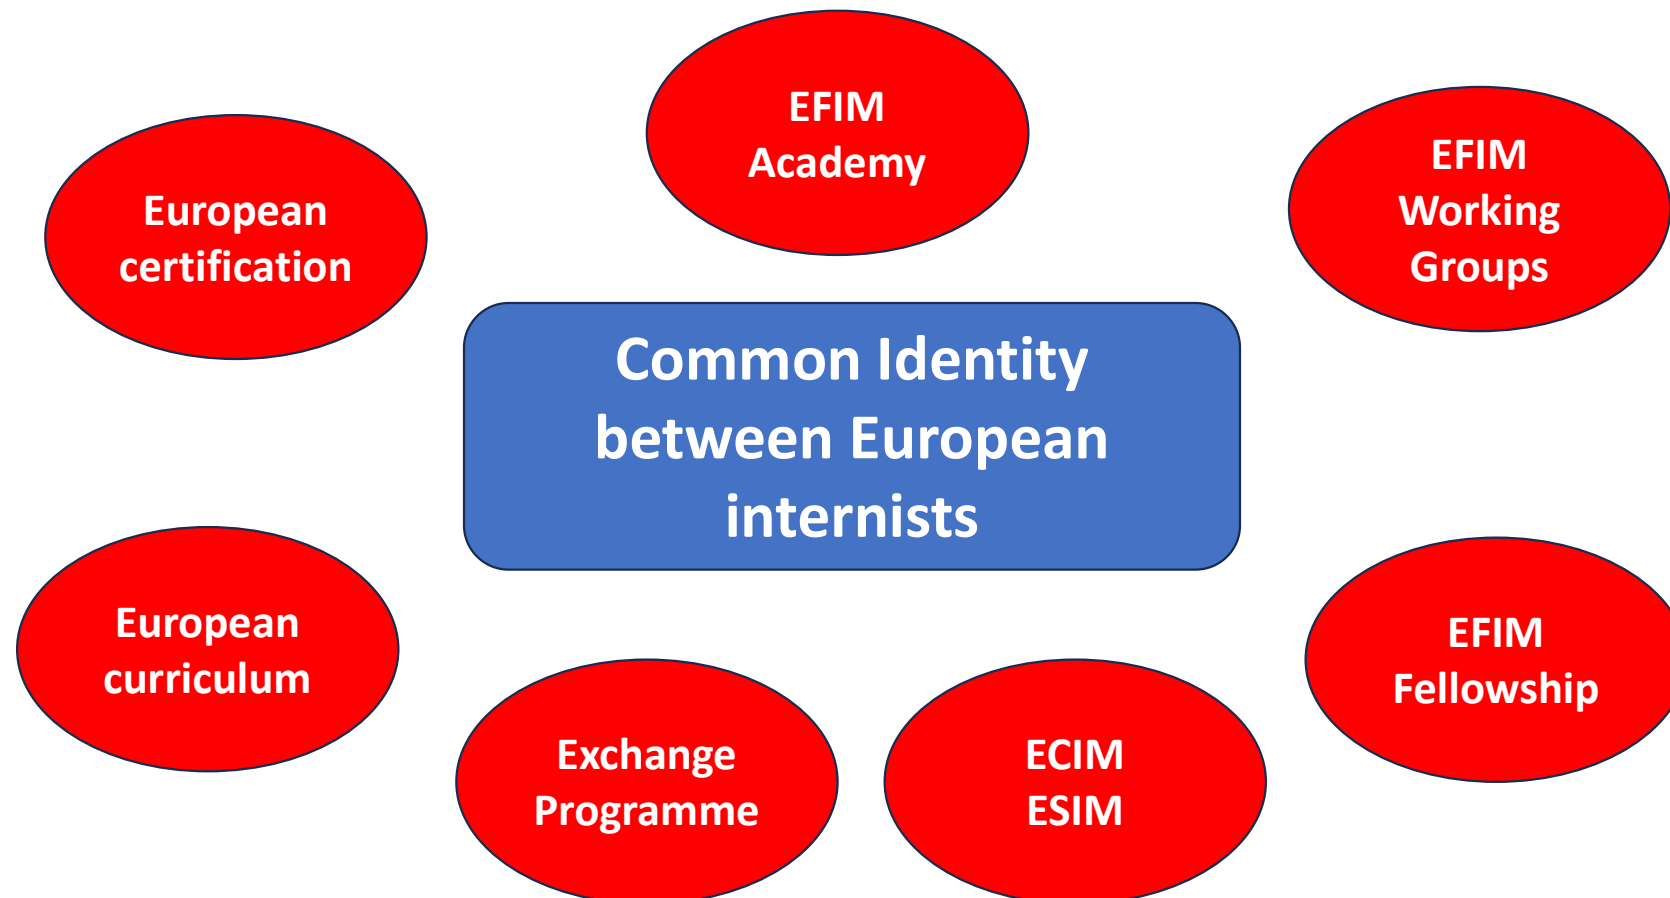 EFIM
Academy
European
certification
EFIM
Working
Groups
Common Identity
between European
internists
European
curriculum
EFIM
Fellowship
Exchange
Programme
ECIM
ESIM